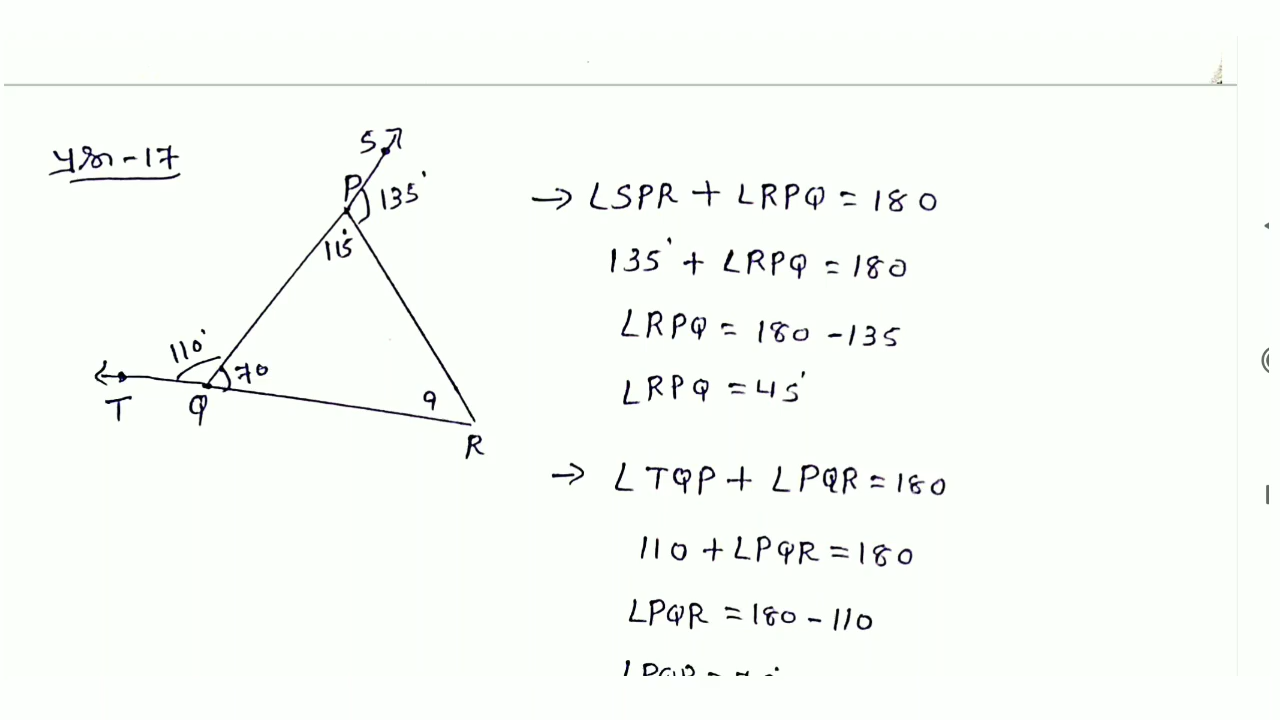 પ્રશ્ન-17
S
P
135°
115°
110°
70
T
Q
9
R
→ ∠SPR + ∠RPQ = 180
135° + ∠RPQ = 180
∠RPQ = 180 - 135
∠RPQ = 45°
→ ∠TQP + ∠PQR = 180
110 + ∠PQR = 180
∠PQR = 180 - 110